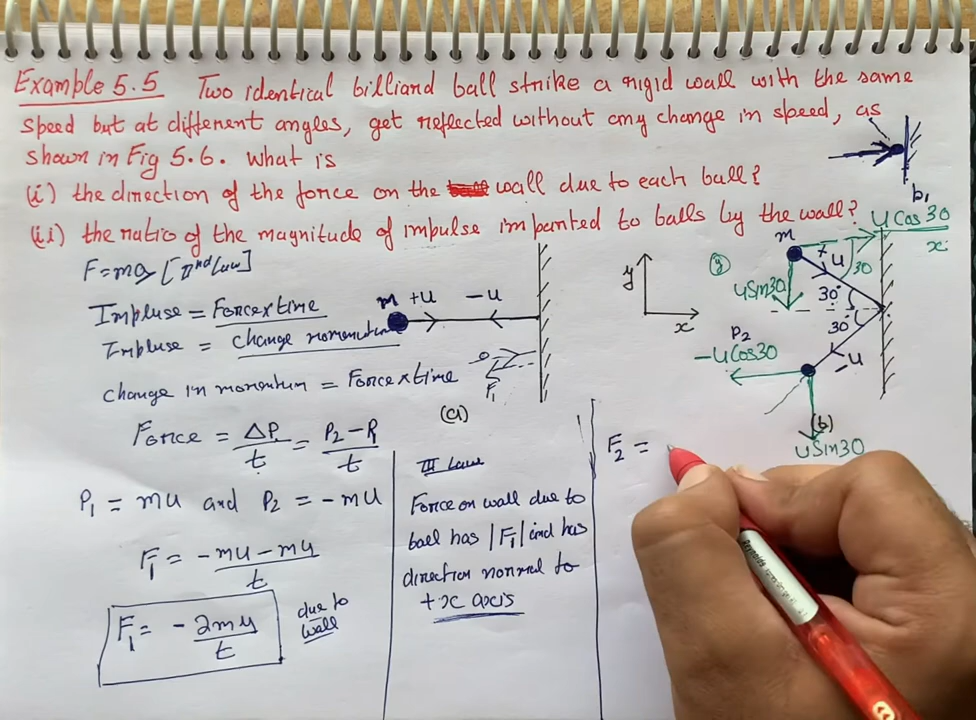 Example 5.5 Two identical billiard ball strike a rigid wall with the same
speed but at different angles, get reflected without any change in speed, as
shown in Fig 5.6. What is
(i) the direction of the force on the wall due to each ball?
(ii) the ratio of the magnitude of impulse imparted to balls by the wall?
F=ma [IInd Law]
Impluse = Force×time
Impluse = change momentum
change in momentum = Force×time
Force = ΔP/t = P2-P1/t
P1 = mu and P2 = -mu
F1 = -mu-mu/t
F1 = -2mu/t
due to
wall
m +u -u
F1
(a)
III Law
Force on wall due to
ball has |F1| and has
direction normal to
+x axis
y
x
b1
u Cos 30
x
m
y
+u
30
uSin30
30°
30°
P2
-uCos30
-u
(b)
uSin30
F2 =
Reynolds